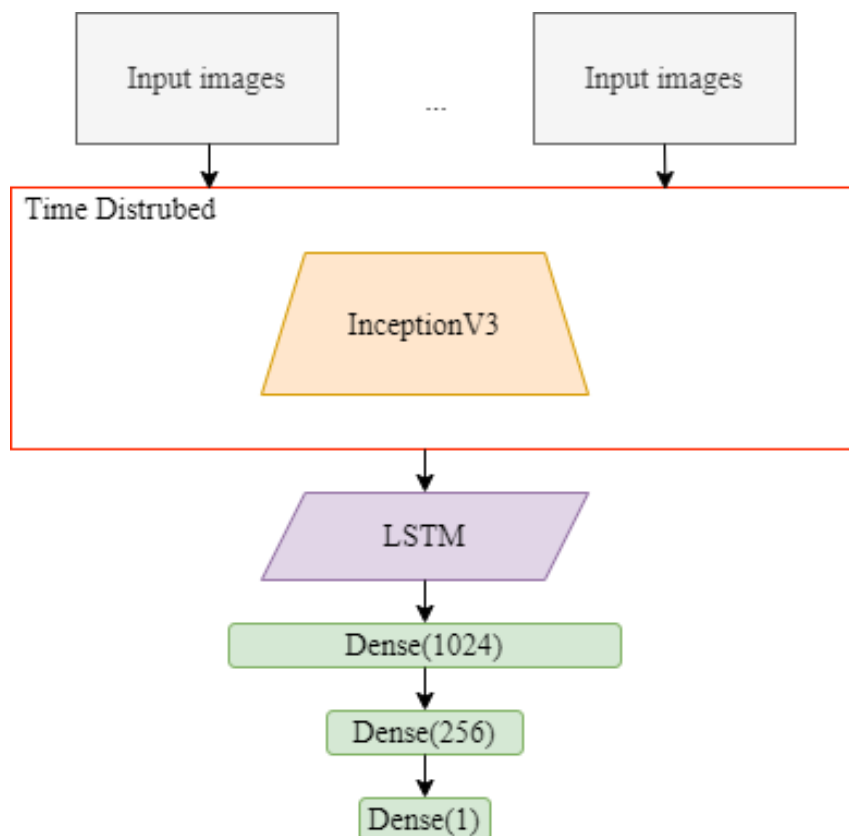 Input images
...
Input images
Time Distrubed
InceptionV3
LSTM
Dense(1024)
Dense(256)
Dense(1)